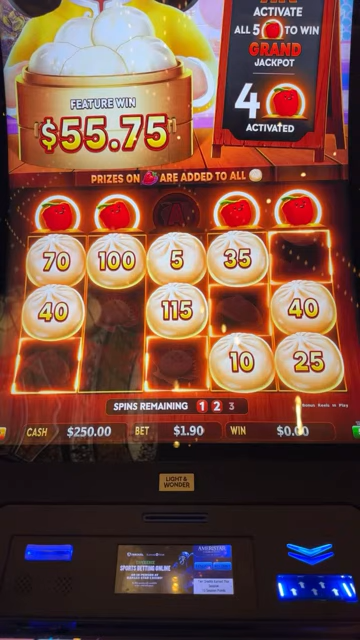 ACTIVATE
ALL 5 TO WIN
GRAND
JACKPOT
4
ACTIVATED
FEATURE WIN
$55.75
PRIZES ON ARE ADDED TO ALL
70 100 5 35
40 115 40
10 25
SPINS REMAINING 1 2 3
CASH $250.00 BET $1.90 WIN $0.00
LIGHT &
WONDER
SPORTS BETTING ONLINE